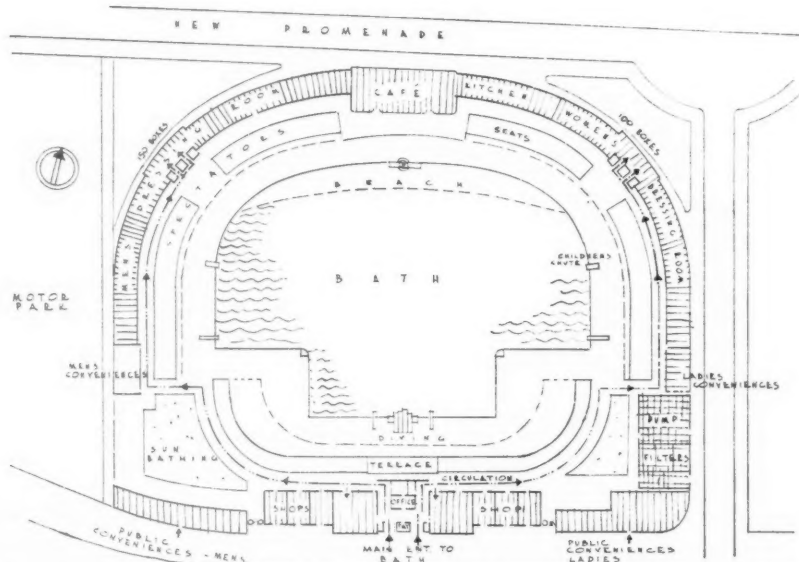 NEW PROMENADE
CAFÉ
KITCHEN
WOMENS DRESSING ROOM
100 BOXES
MENS DRESSING ROOM
150 BOXES
SPECTATORS
SEATS
BEACH
BATH
CHILDRENS
CHUTE
MOTOR
PARK
MENS
CONVENIENCES
LADIES
CONVENIENCES
PUMP
FILTERS
SUN
BATHING
DIVING
TERRACE
CIRCULATION
OFFICE
SHOPS
SHOPS
PUBLIC
CONVENIENCES - MENS
MAIN ENT TO
BATH
PUBLIC
CONVENIENCES
LADIES